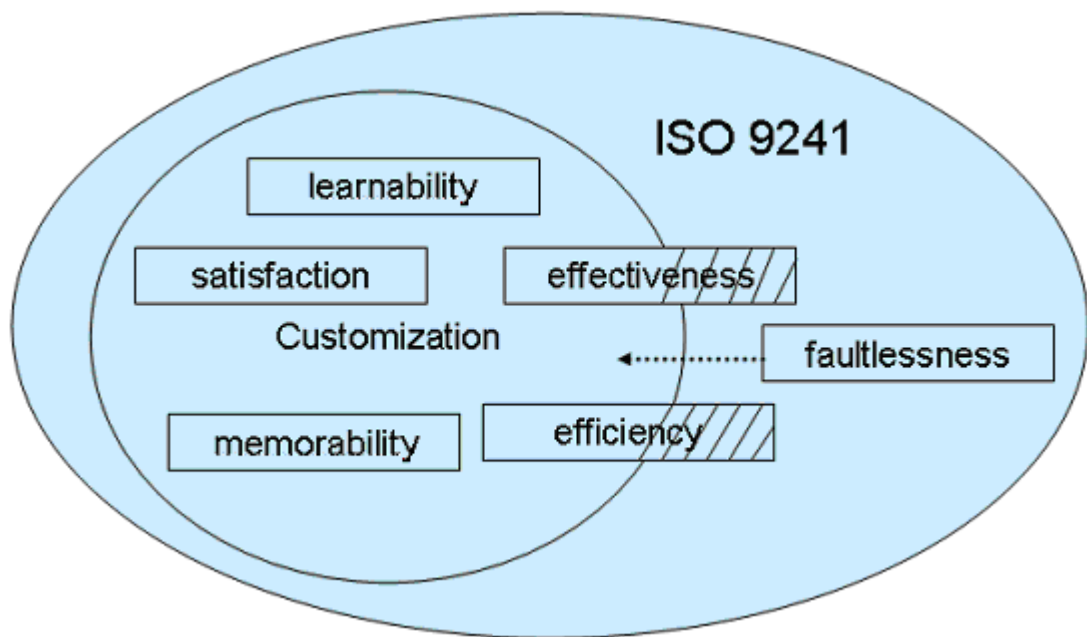 ISO 9241
learnability
satisfaction
effectiveness
Customization
faultlessness
memorability
efficiency